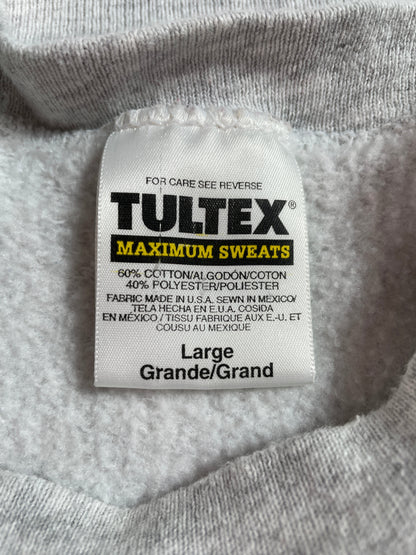 FOR CARE SEE REVERSE
TULTEX®
MAXIMUM SWEATS
60% COTTON/ALGODÓN/COTON
40% POLYESTER/POLIESTER
FABRIC MADE IN U.S.A. SEWN IN MEXICO/
TELA HECHA EN E.U.A. COSIDA
EN MÉXICO / TISSU FABRIQUE AUX E.-U. ET
COUSU AU MEXIQUE
Large
Grande/Grand